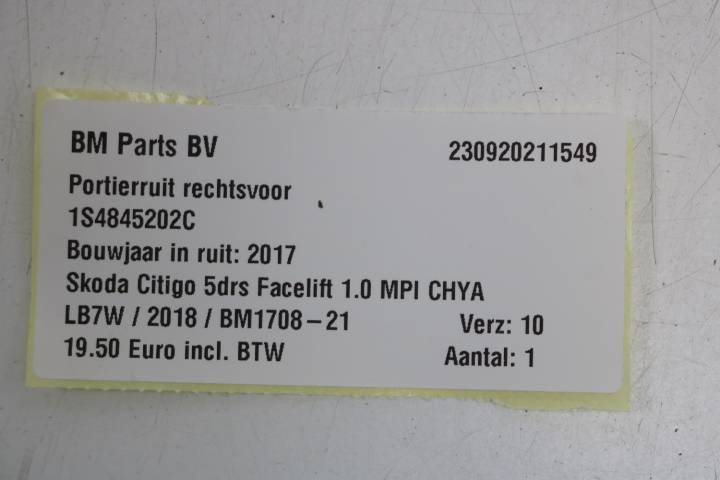 BM Parts BV 230920211549
Portierruit rechtsvoor
1S4845202C
Bouwjaar in ruit: 2017
Skoda Citigo 5drs Facelift 1.0 MPI CHYA
LB7W / 2018 / BM1708-21 Verz: 10
19.50 Euro incl. BTW Aantal: 1